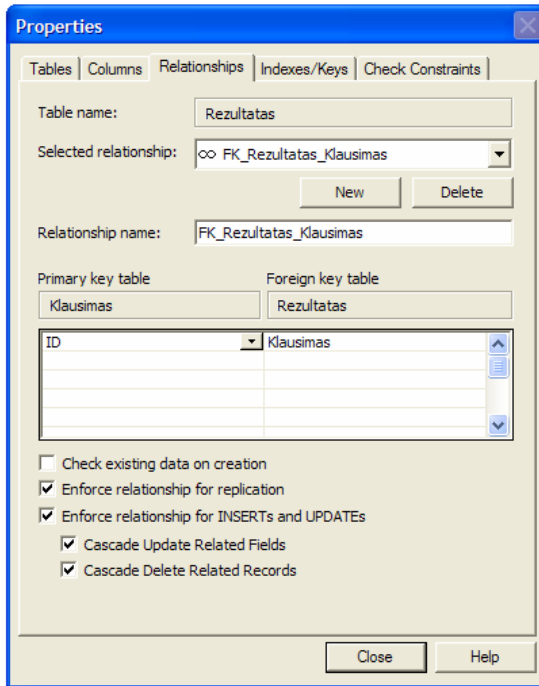 Properties
Tables Columns Relationships Indexes/Keys Check Constraints
Table name: Rezultatas
Selected relationship: FK_Rezultatas_Klausimas
New Delete
Relationship name: FK_Rezultatas_Klausimas
Primary key table Foreign key table
Klausimas Rezultatas
ID Klausimas
Check existing data on creation
Enforce relationship for replication
Enforce relationship for INSERTs and UPDATEs
Cascade Update Related Fields
Cascade Delete Related Records
Close Help